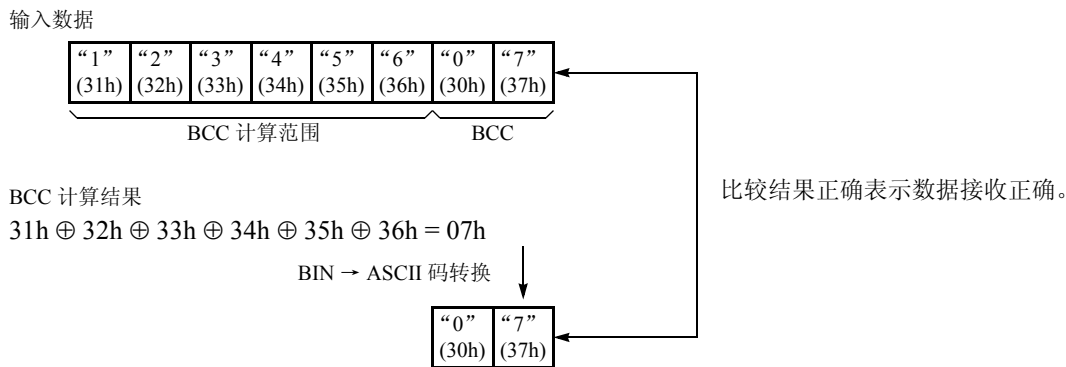 输入数据
“1” “2” “3” “4” “5” “6” “0” “7”
(31h) (32h) (33h) (34h) (35h) (36h) (30h) (37h)
BCC 计算范围 BCC
BCC 计算结果
比较结果正确表示数据接收正确。
31h ⊕ 32h ⊕ 33h ⊕ 34h ⊕ 35h ⊕ 36h = 07h
BIN → ASCII 码转换
“0” “7”
(30h) (37h)